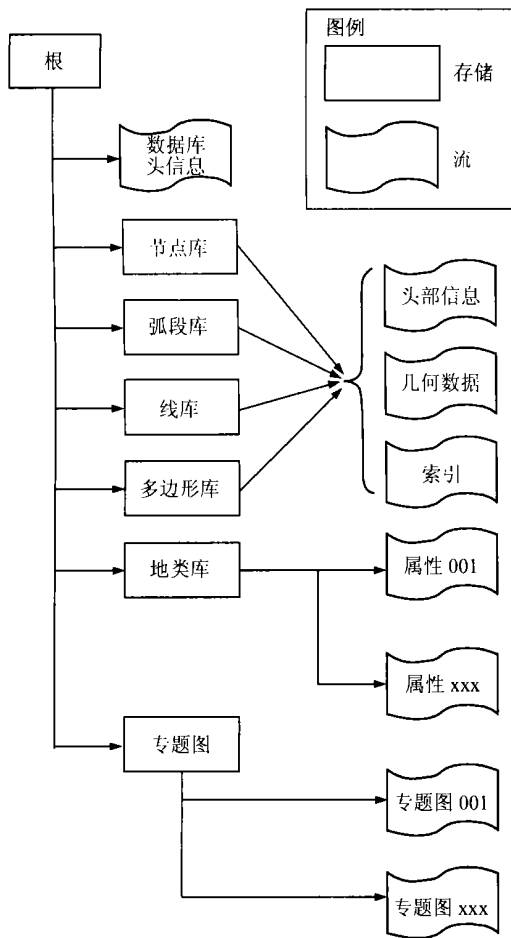 图例
存储
流
根
数据库
头信息
节点库
弧段库
线库
多边形库
地类库
专题图
头部信息
几何数据
索引
属性 001
属性 xxx
专题图 001
专题图 xxx